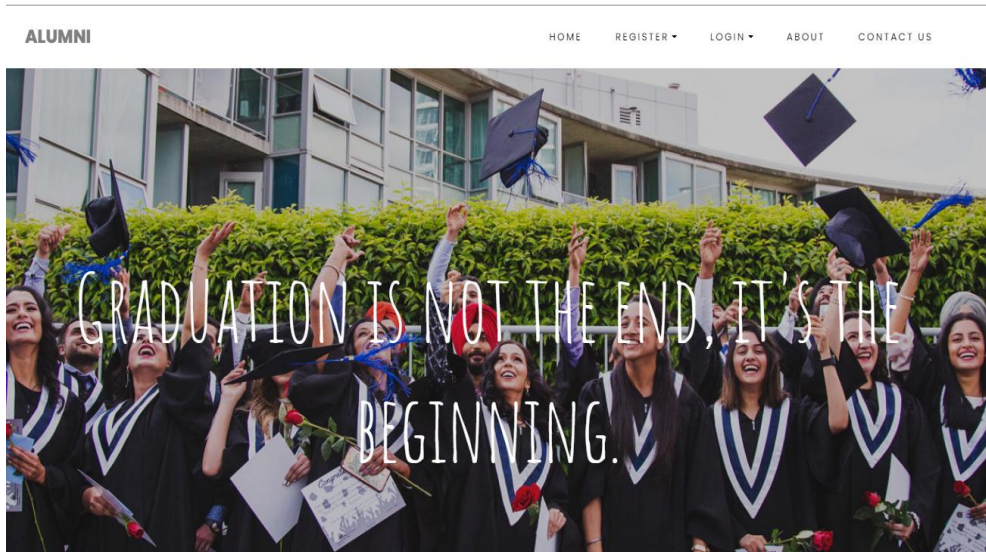 ALUMNI
HOME REGISTER LOGIN ABOUT CONTACT US
GRADUATION IS NOT THE END, IT'S THE
BEGINNING.